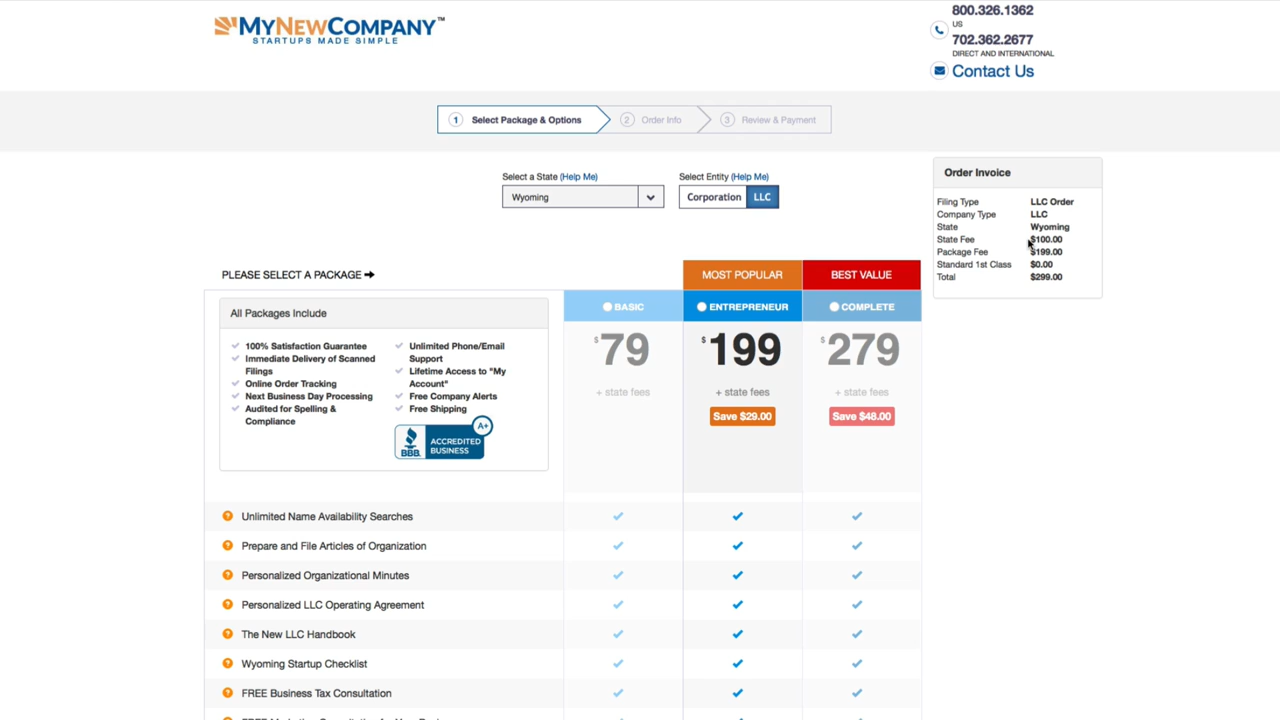 MYNEWCOMPANY™
STARTUPS MADE SIMPLE
800.326.1362
US
702.362.2677
DIRECT AND INTERNATIONAL
Contact Us
1 Select Package & Options
2 Order Info
3 Review & Payment
Select a State (Help Me)
Wyoming
Select Entity (Help Me)
Corporation LLC
Order Invoice
Filing Type LLC Order
Company Type LLC
State Wyoming
State Fee $100.00
Package Fee $199.00
Standard 1st Class $0.00
Total $299.00
PLEASE SELECT A PACKAGE
MOST POPULAR
BEST VALUE
All Packages Include
100% Satisfaction Guarantee
Immediate Delivery of Scanned
Filings
Online Order Tracking
Next Business Day Processing
Audited for Spelling &
Compliance
Unlimited Phone/Email
Support
Lifetime Access to "My
Account"
Free Company Alerts
Free Shipping
BBB.
ACCREDITED
BUSINESS
A+
BASIC
$79
+ state fees
ENTREPRENEUR
$199
+ state fees
Save $29.00
COMPLETE
$279
+ state fees
Save $48.00
Unlimited Name Availability Searches
Prepare and File Articles of Organization
Personalized Organizational Minutes
Personalized LLC Operating Agreement
The New LLC Handbook
Wyoming Startup Checklist
FREE Business Tax Consultation